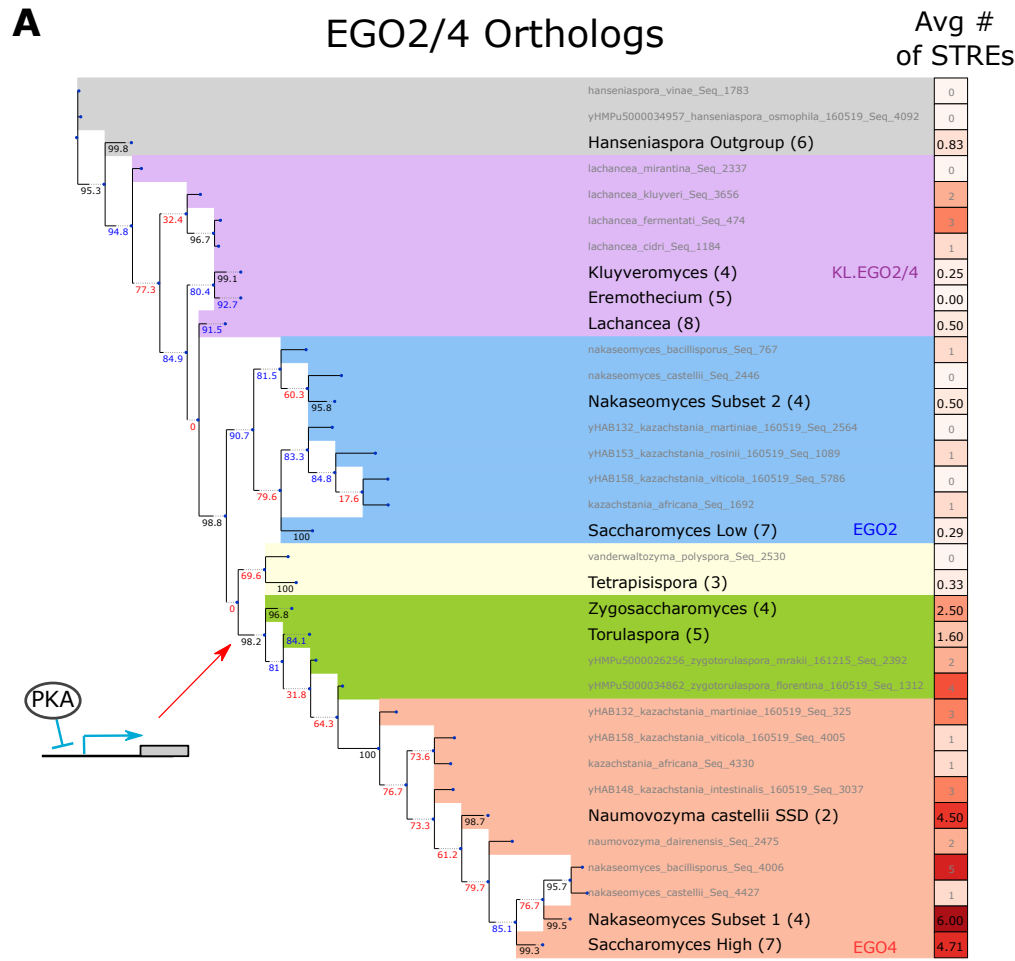 A
EGO2/4 Orthologs
Avg #
of STREs
hanseniaspora_vinae_Seq_1783 0
yHMPu5000034957_hanseniaspora_osmophila_160519_Seq_4092 0
99.8 Hanseniaspora Outgroup (6) 0.83
lachancea_mirantina_Seq_2337 0
95.3
lachancea_kluyveri_Seq_3656 2
32.4 lachancea_fermentati_Seq_474 3
94.8
96.7 lachancea_cidri_Seq_1184 1
99.1 Kluyveromyces (4) KL.EGO2/4 0.25
77.3
80.4
92.7 Eremothecium (5) 0.00
91.5 Lachancea (8) 0.50
nakaseomyces_bacillisporus_Seq_767 1
84.9
81.5 nakaseomyces_castellii_Seq_2446 0
60.3
95.8 Nakaseomyces Subset 2 (4) 0.50
0
yHAB132_kazachstania_martiniae_160519_Seq_2564 0
90.7
83.3 yHAB153_kazachstania_rosinii_160519_Seq_1089 1
84.8 yHAB158_kazachstania_viticola_160519_Seq_5786 0
79.6
17.6 kazachstania_africana_Seq_1692 1
98.8
100 Saccharomyces Low (7) EGO2 0.29
vanderwaltozyma_polyspora_Seq_2530 0
69.6
100 Tetrapisispora (3) 0.33
0
96.8 Zygosaccharomyces (4) 2.50
98.2
84.1 Torulaspora (5) 1.60
81 yHMPu5000026256_zygotorulaspora_mrakii_161215_Seq_2392 2
31.8 yHMPu5000034862_zygotorulaspora_florentina_160519_Seq_1312
PKA
64.3 yHAB132_kazachstania_martiniae_160519_Seq_325 3
yHAB158_kazachstania_viticola_160519_Seq_4005 1
100
73.6 kazachstania_africana_Seq_4330 1
76.7 yHAB148_kazachstania_intestinalis_160519_Seq_3037 3
98.7 Naumovozyma castellii SSD (2) 4.50
73.3
naumovozyma_dairenensis_Seq_2475 2
61.2
nakaseomyces_bacillisporus_Seq_4006 5
79.7
95.7 nakaseomyces_castellii_Seq_4427 1
76.7
99.5 Nakaseomyces Subset 1 (4) 6.00
85.1
99.3 Saccharomyces High (7) EGO4 4.71